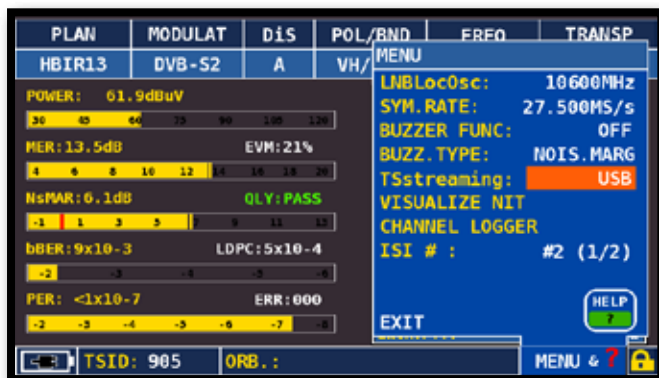 PLAN MODULAT DiS POL/BND FREQ TRANSP
HBIR13 DVB-S2 A VH/
MENU
LNBLocOsc: 10600MHz
SYM.RATE: 27.500MS/s
BUZZER FUNC: OFF
BUZZ.TYPE: NOIS.MARG
TSstreaming: USB
VISUALIZE NIT
CHANNEL LOGGER
ISI # : #2 (1/2)
HELP
?
EXIT
POWER: 61.9dBuV
30 45 60 75 90 105 120
MER:13.5dB EVM:21%
4 6 8 10 12 14 16 18 20
NsMAR:6.1dB QLY:PASS
-1 1 3 5 7 9 11 13
bBER:9x10-3 LDPC:5x10-4
-2 -3 -4 -5 -6
PER: <1x10-7 ERR:000
-2 -3 -4 -5 -6 -7 -8
TSID: 905 ORB.: MENU & ?